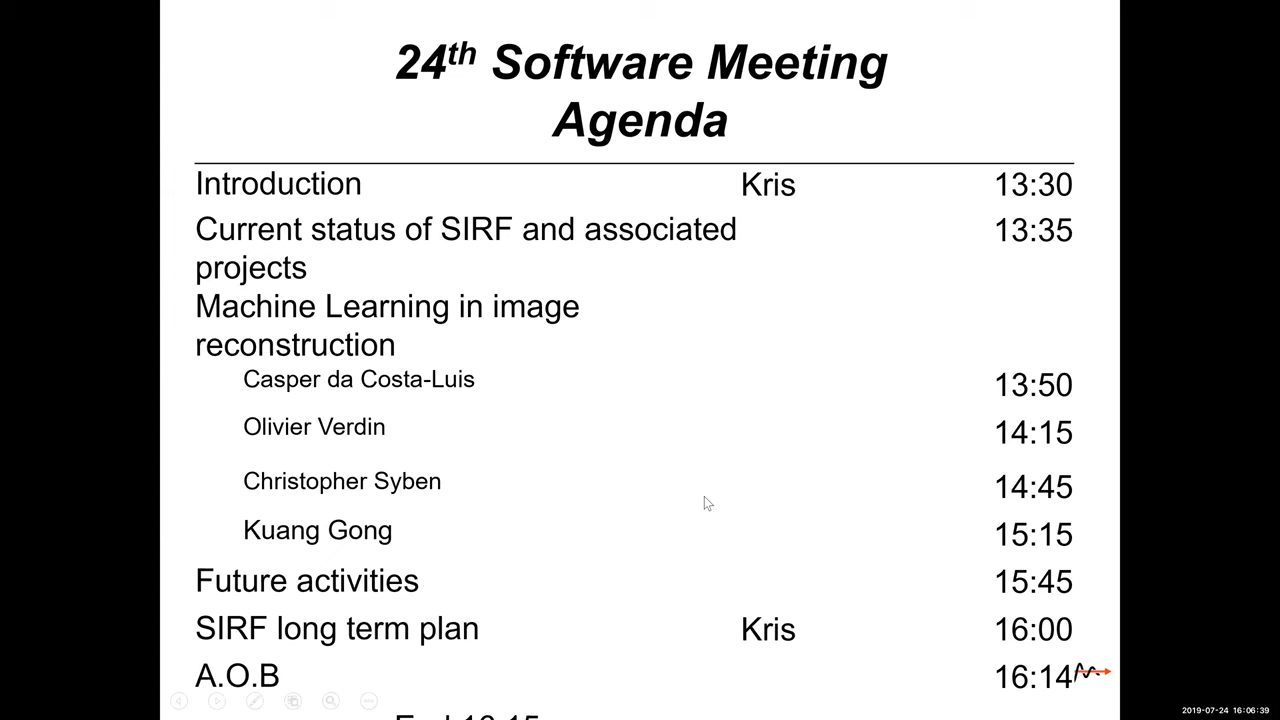 24th Software Meeting
Agenda
Introduction Kris 13:30
Current status of SIRF and associated 13:35
projects
Machine Learning in image
reconstruction
Casper da Costa-Luis 13:50
Olivier Verdin 14:15
Christopher Syben 14:45
Kuang Gong 15:15
Future activities 15:45
SIRF long term plan Kris 16:00
A.O.B 16:14
2019-07-24 16:06:39